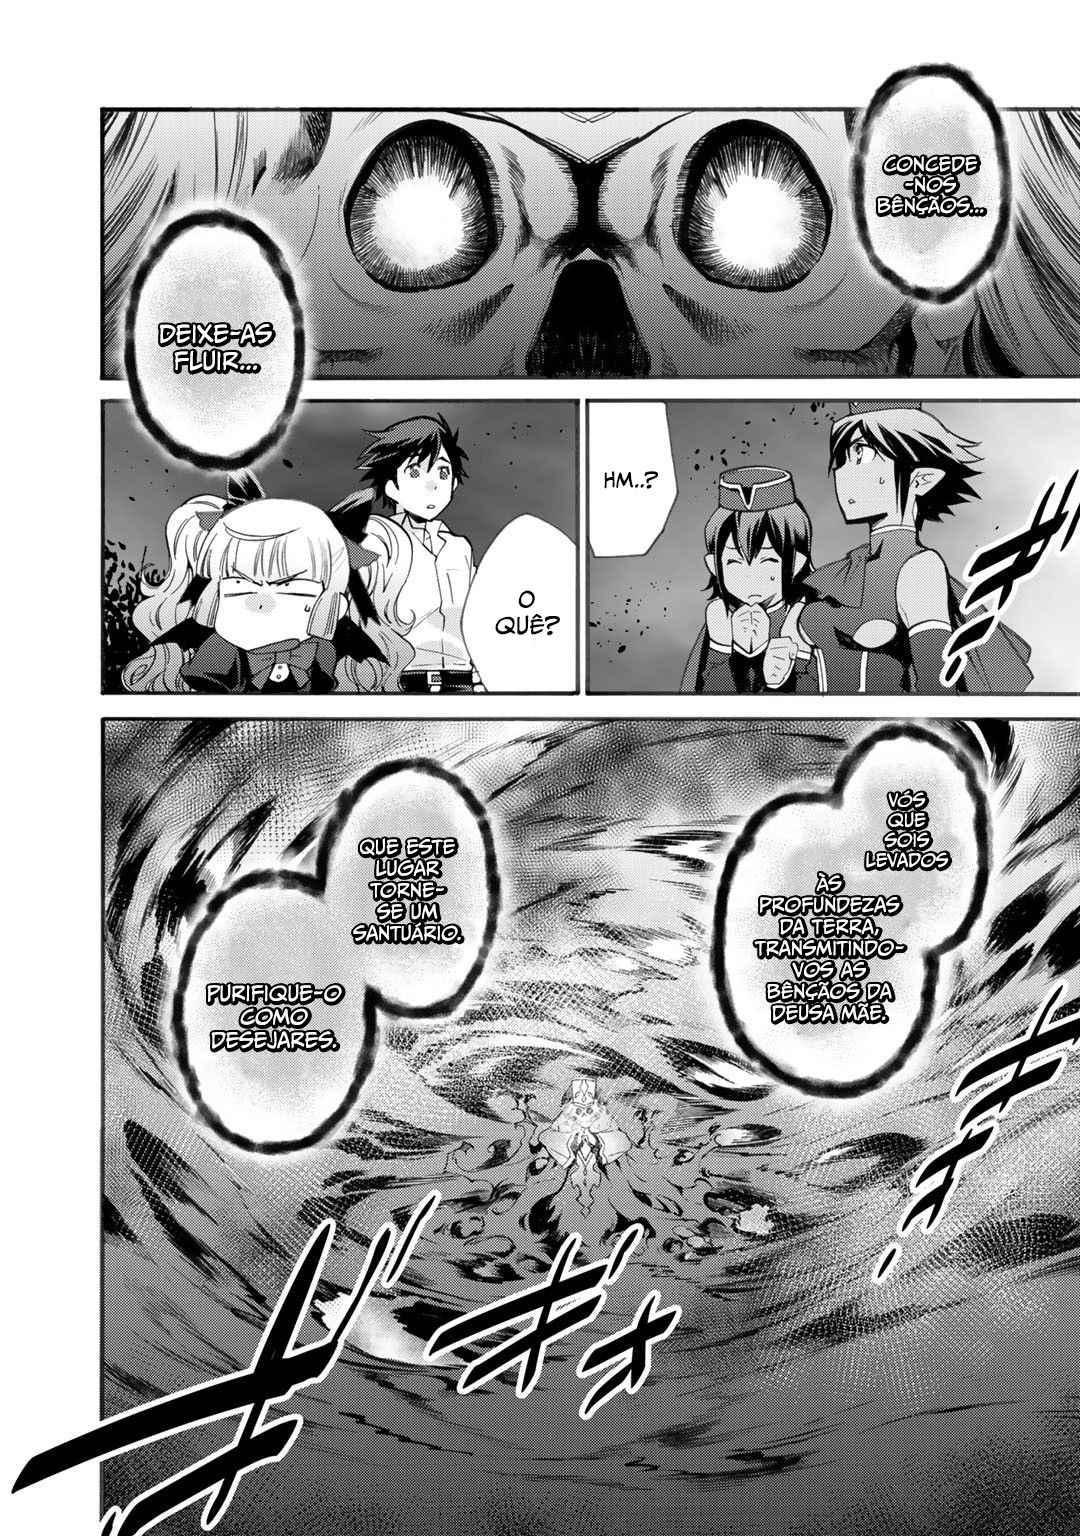 CONCEDE
-NOS
BÊNÇÃOS...
DEIXE-AS
FLUIR...
HM..?
O
QUÊ?
VÓS
QUE
SOIS
LEVADOS
ÀS
PROFUNDEZAS
DA TERRA,
TRANSMITINDO-
VOS AS
BÊNÇÃOS DA
DEUSA MÃE.
QUE ESTE
LUGAR
TORNE-
SE UM
SANTUÁRIO.
PURIFIQUE-O
COMO
DESEJARES.